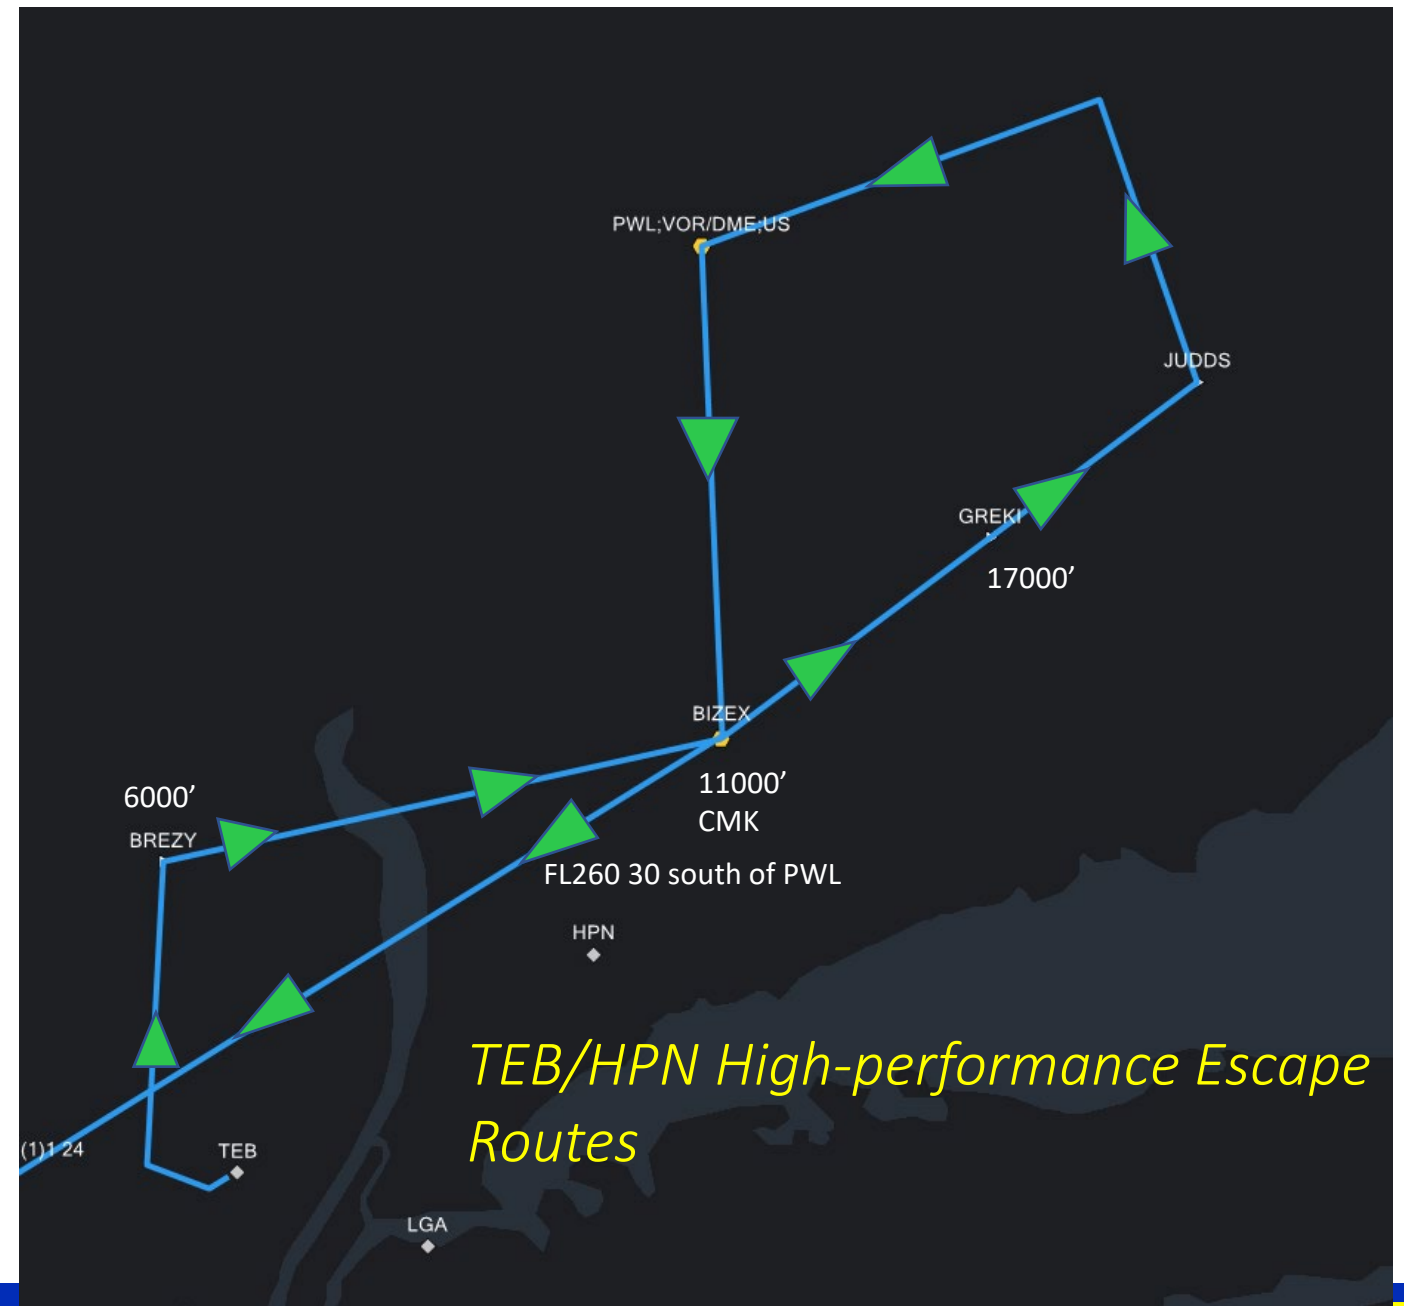 PWL;VOR/DME;US
JUDDS
GREKI
17000’
BIZEX
11000’
CMK
6000’
BREZY
FL260 30 south of PWL
HPN
TEB/HPN High-performance Escape
Routes
(1)1 24
TEB
LGA